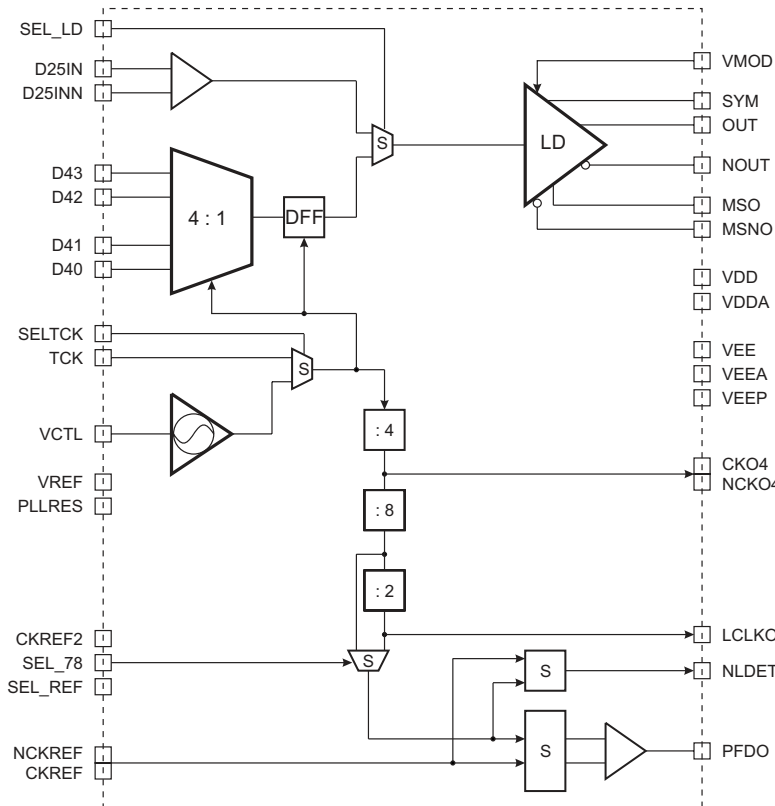 SEL_LD
D25IN
D25INN
D43
D42
D41
D40
SELTCK
TCK
VCTL
VREF
PLLRES
CKREF2
SEL_78
SEL_REF
NCKREF
CKREF
4 : 1
DFF
S
LD
S
: 4
: 8
: 2
S
S
S
VMOD
SYM
OUT
NOUT
MSO
MSNO
VDD
VDDA
VEE
VEEA
VEEP
CKO4
NCKO4
LCLKO
NLDET
PFDO